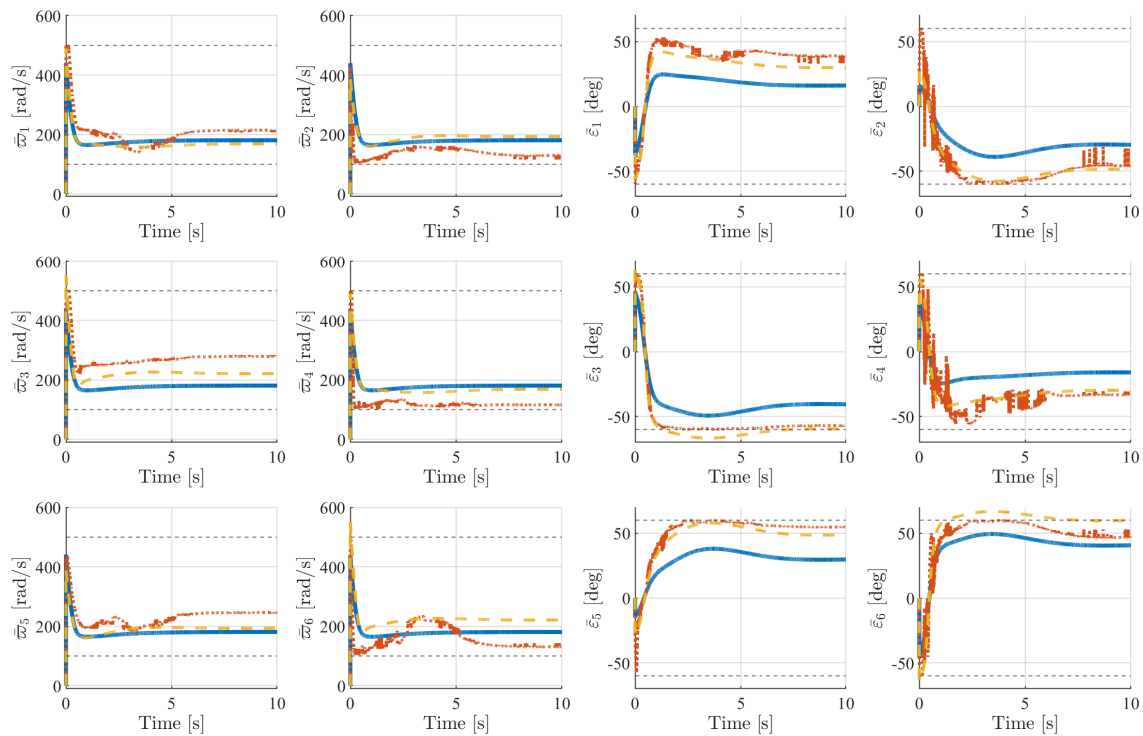 600 600
400 400 50 50
ϖ̄₁ [rad/s] ϖ̄₂ [rad/s] ε̄₁ [deg] ε̄₂ [deg]
200 200 0 0
0 0 -50 -50
0 5 10 0 5 10 0 5 10 0 5 10
Time [s] Time [s] Time [s] Time [s]
600 600
400 400 50 50
ϖ̄₃ [rad/s] ϖ̄₄ [rad/s] ε̄₃ [deg] ε̄₄ [deg]
200 200 0 0
0 0 -50 -50
0 5 10 0 5 10 0 5 10 0 5 10
Time [s] Time [s] Time [s] Time [s]
600 600
400 400 50 50
ϖ̄₅ [rad/s] ϖ̄₆ [rad/s] ε̄₅ [deg] ε̄₆ [deg]
200 200 0 0
0 0 -50 -50
0 5 10 0 5 10 0 5 10 0 5 10
Time [s] Time [s] Time [s] Time [s]